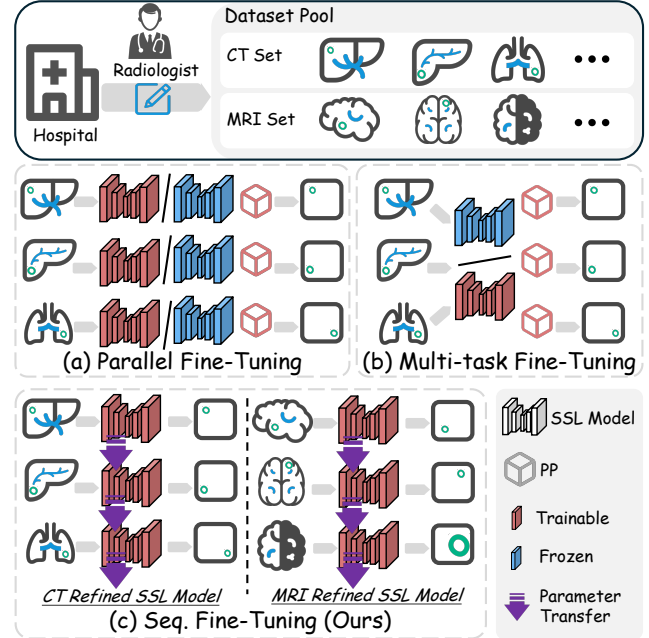 Dataset Pool
Radiologist
Hospital
CT Set
MRI Set
(a) Parallel Fine-Tuning
(b) Multi-task Fine-Tuning
CT Refined SSL Model
MRI Refined SSL Model
(c) Seq. Fine-Tuning (Ours)
SSL Model
PP
Trainable
Frozen
Parameter
Transfer